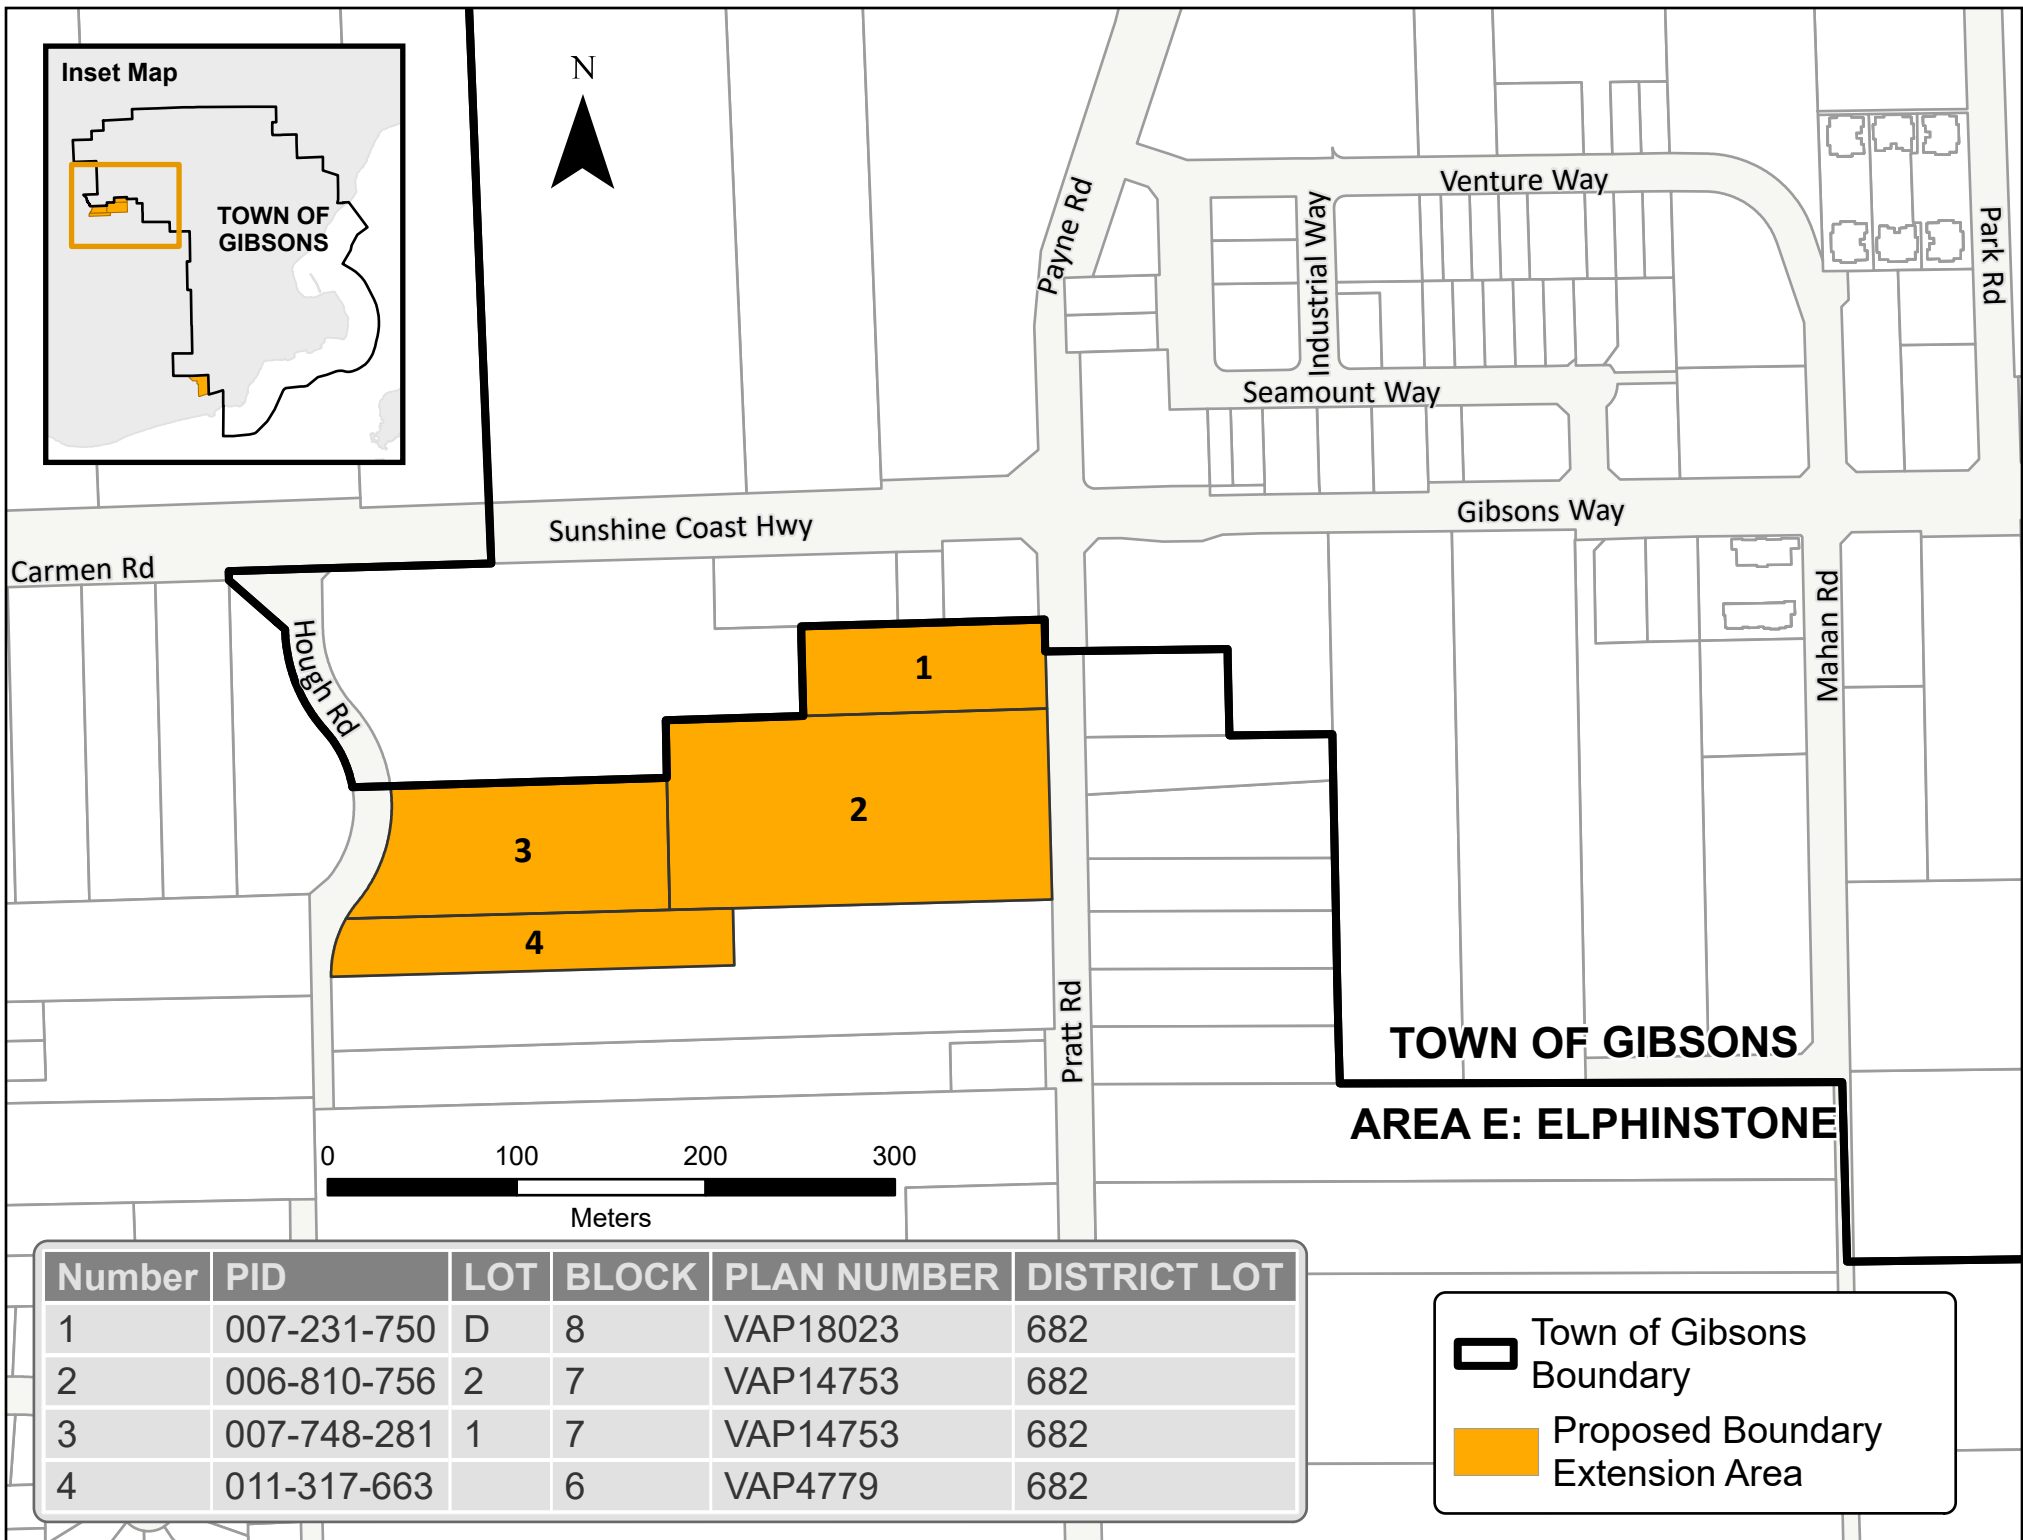 Inset Map
TOWN OF
GIBSONS
N
Payne Rd
Venture Way
Industrial Way
Park Rd
Seamount Way
Sunshine Coast Hwy
Gibsons Way
Carmen Rd
Hough Rd
Mahan Rd
1
2
3
4
Pratt Rd
TOWN OF GIBSONS
AREA E: ELPHINSTONE
0 100 200 300
Meters
Number PID LOT BLOCK PLAN NUMBER DISTRICT LOT
1 007-231-750 D 8 VAP18023 682
2 006-810-756 2 7 VAP14753 682
3 007-748-281 1 7 VAP14753 682
4 011-317-663 6 VAP4779 682
Town of Gibsons
Boundary
Proposed Boundary
Extension Area